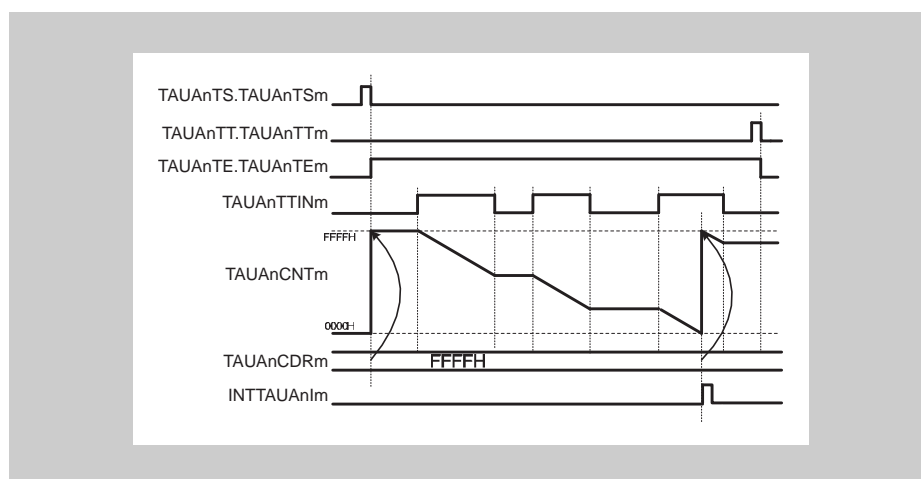 TAUAnTS.TAUAnTSm
TAUAnTT.TAUAnTTm
TAUAnTE.TAUAnTEm
TAUAnTTINm
FFFFH
TAUAnCNTm
0000H
TAUAnCDRm
FFFFH
INTTAUAnIm